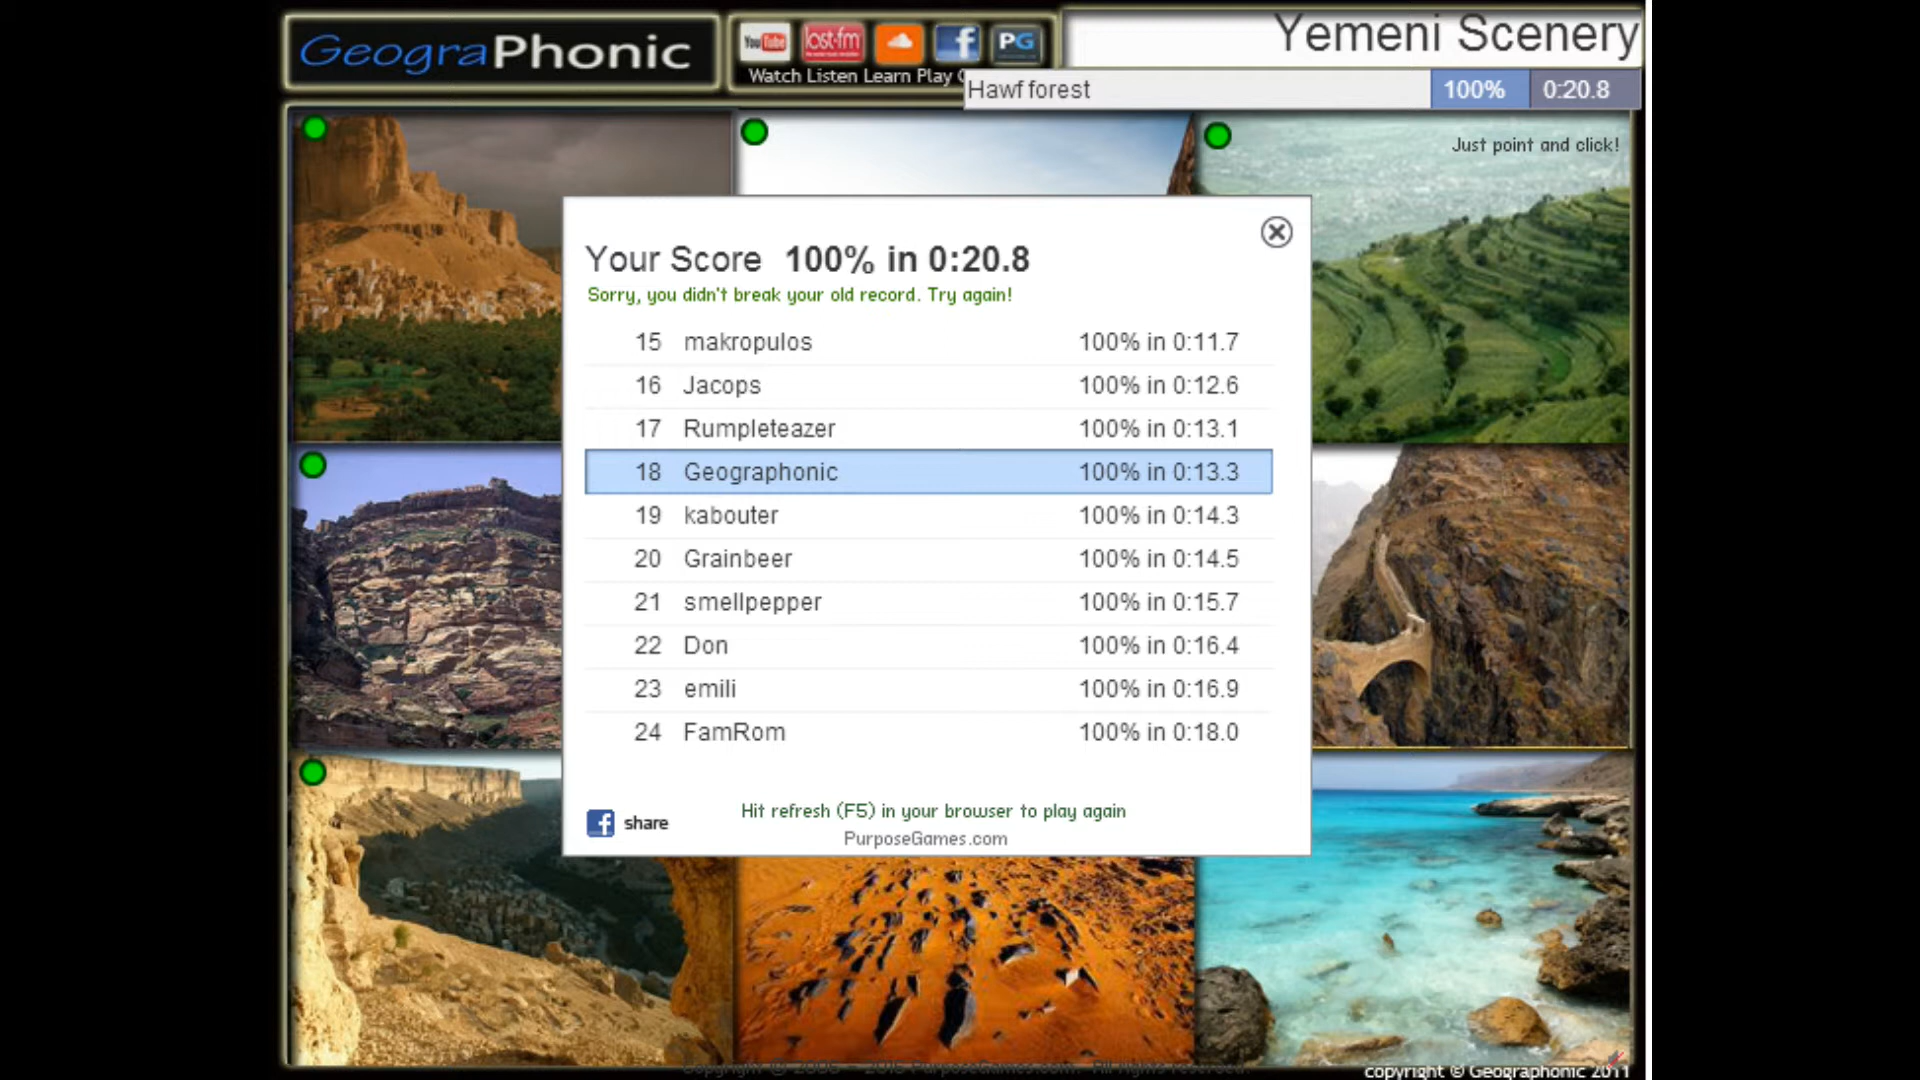 GeograPhonic
You Tube
lost·fm
PG
Watch Listen Learn Play
Yemeni Scenery
Hawf forest
100%
0:20.8
Just point and click!
Your Score 100% in 0:20.8
Sorry, you didn't break your old record. Try again!
15 makropulos 100% in 0:11.7
16 Jacops 100% in 0:12.6
17 Rumpleteazer 100% in 0:13.1
18 Geographonic 100% in 0:13.3
19 kabouter 100% in 0:14.3
20 Grainbeer 100% in 0:14.5
21 smellpepper 100% in 0:15.7
22 Don 100% in 0:16.4
23 emili 100% in 0:16.9
24 FamRom 100% in 0:18.0
share
Hit refresh (F5) in your browser to play again
PurposeGames.com
copyright © Geographonic 2011